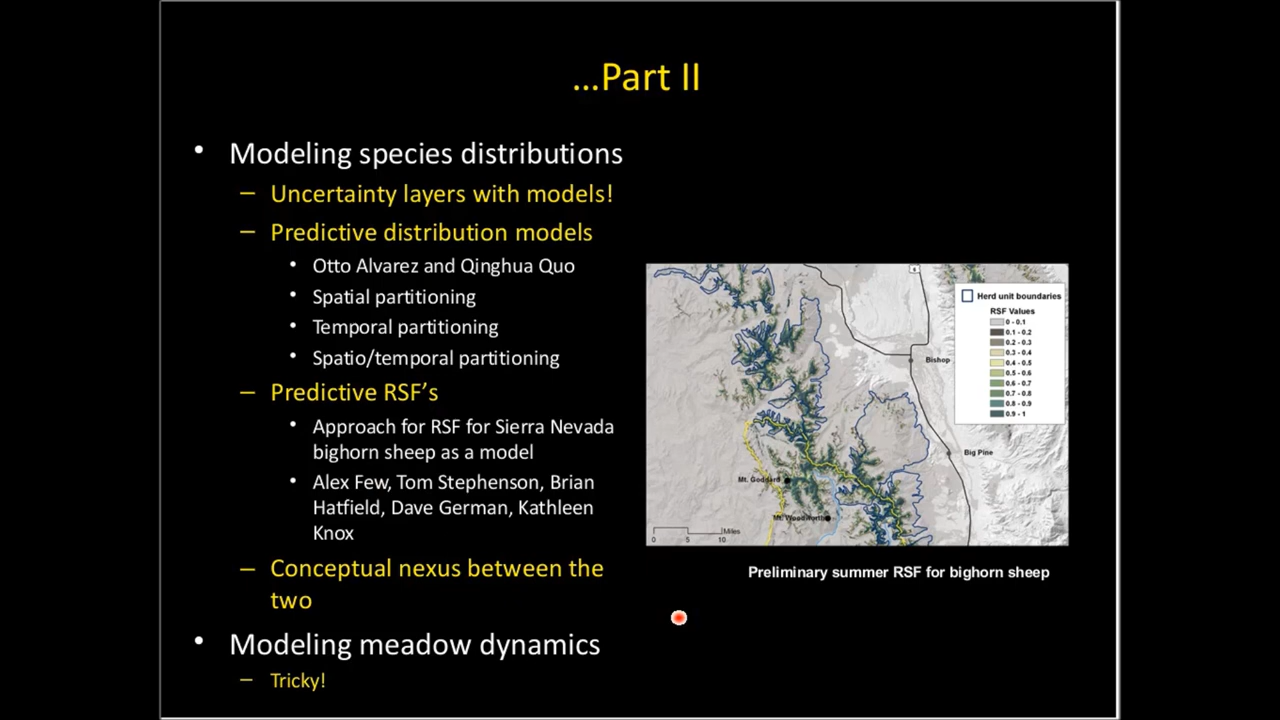 ...Part II
• Modeling species distributions
– Uncertainty layers with models!
– Predictive distribution models
• Otto Alvarez and Qinghua Quo
• Spatial partitioning
• Temporal partitioning
• Spatio/temporal partitioning
– Predictive RSF's
• Approach for RSF for Sierra Nevada
bighorn sheep as a model
• Alex Few, Tom Stephenson, Brian
Hatfield, Dave German, Kathleen
Knox
– Conceptual nexus between the
two
• Modeling meadow dynamics
– Tricky!
Herd unit boundaries
RSF Values
0 - 0.1
0.1 - 0.2
0.2 - 0.3
0.3 - 0.4
0.4 - 0.5
0.5 - 0.6
0.6 - 0.7
0.7 - 0.8
0.8 - 0.9
0.9 - 1
Bishop
Big Pine
Mt. Goddard
Mt. Woodworth
Miles
0 5 10
Preliminary summer RSF for bighorn sheep